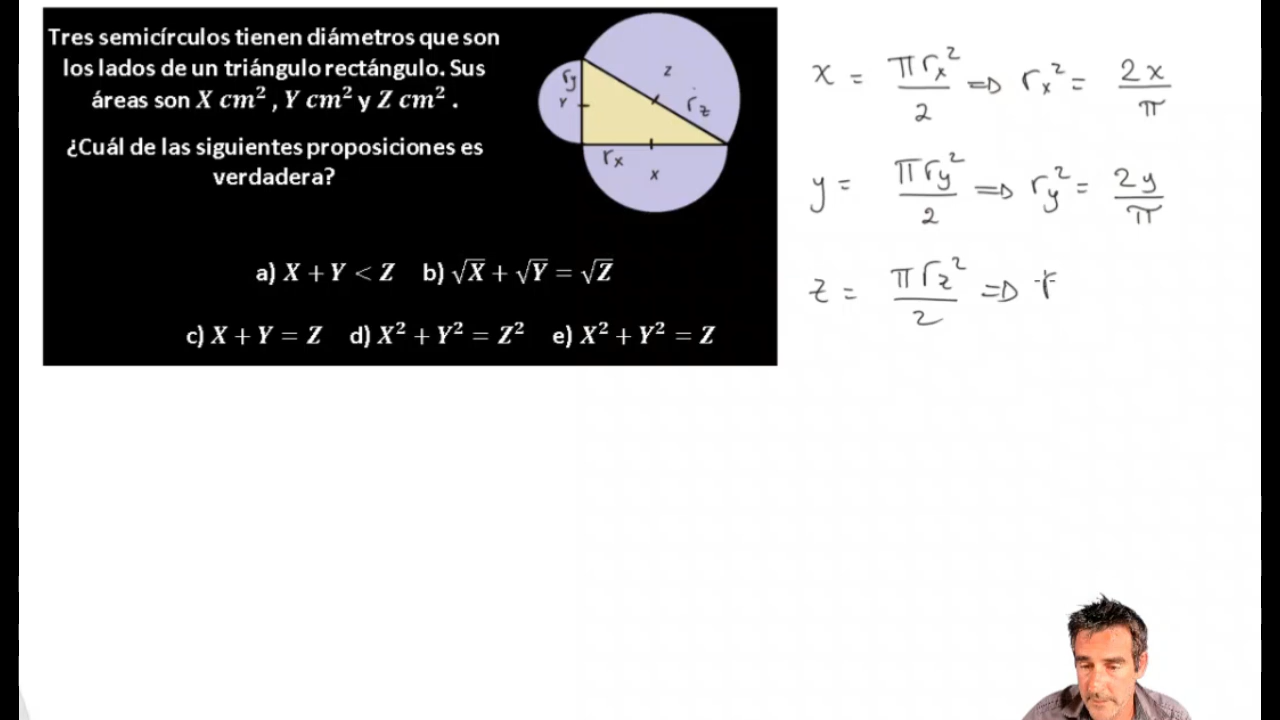 Tres semicírculos tienen diámetros que son
los lados de un triángulo rectángulo. Sus
áreas son X cm² , Y cm² y Z cm² .
¿Cuál de las siguientes proposiciones es
verdadera?
a) X + Y < Z b) √X + √Y = √Z
c) X + Y = Z d) X² + Y² = Z² e) X² + Y² = Z
ry
Y
z
rz
rx
x
x = πrx²/2 ⇒ rx² = 2x/π
y = πry²/2 ⇒ ry² = 2y/π
z = πrz²/2 ⇒ r